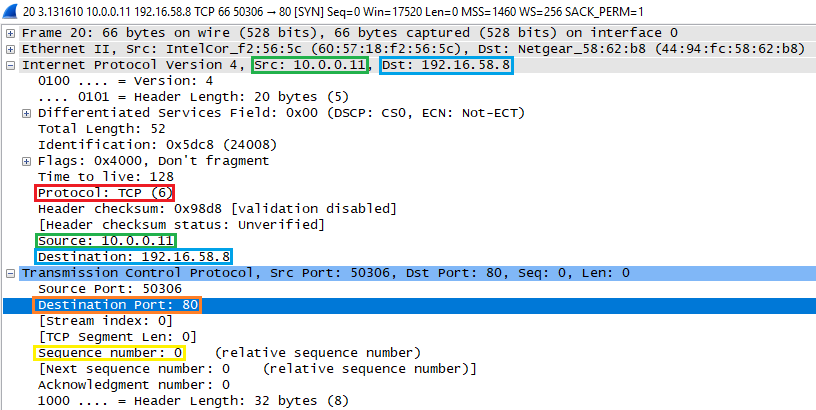 20 3.131610 10.0.0.11 192.16.58.8 TCP 66 50306 → 80 [SYN] Seq=0 Win=17520 Len=0 MSS=1460 WS=256 SACK_PERM=1
Frame 20: 66 bytes on wire (528 bits), 66 bytes captured (528 bits) on interface 0
Ethernet II, Src: IntelCor_f2:56:5c (60:57:18:f2:56:5c), Dst: Netgear_58:62:b8 (44:94:fc:58:62:b8)
Internet Protocol Version 4, Src: 10.0.0.11, Dst: 192.16.58.8
0100 .... = Version: 4
.... 0101 = Header Length: 20 bytes (5)
Differentiated Services Field: 0x00 (DSCP: CS0, ECN: Not-ECT)
Total Length: 52
Identification: 0x5dc8 (24008)
Flags: 0x4000, Don't fragment
Time to live: 128
Protocol: TCP (6)
Header checksum: 0x98d8 [validation disabled]
[Header checksum status: Unverified]
Source: 10.0.0.11
Destination: 192.16.58.8
Transmission Control Protocol, Src Port: 50306, Dst Port: 80, Seq: 0, Len: 0
Source Port: 50306
Destination Port: 80
[Stream index: 0]
[TCP Segment Len: 0]
Sequence number: 0    (relative sequence number)
[Next sequence number: 0    (relative sequence number)]
Acknowledgment number: 0
1000 .... = Header Length: 32 bytes (8)